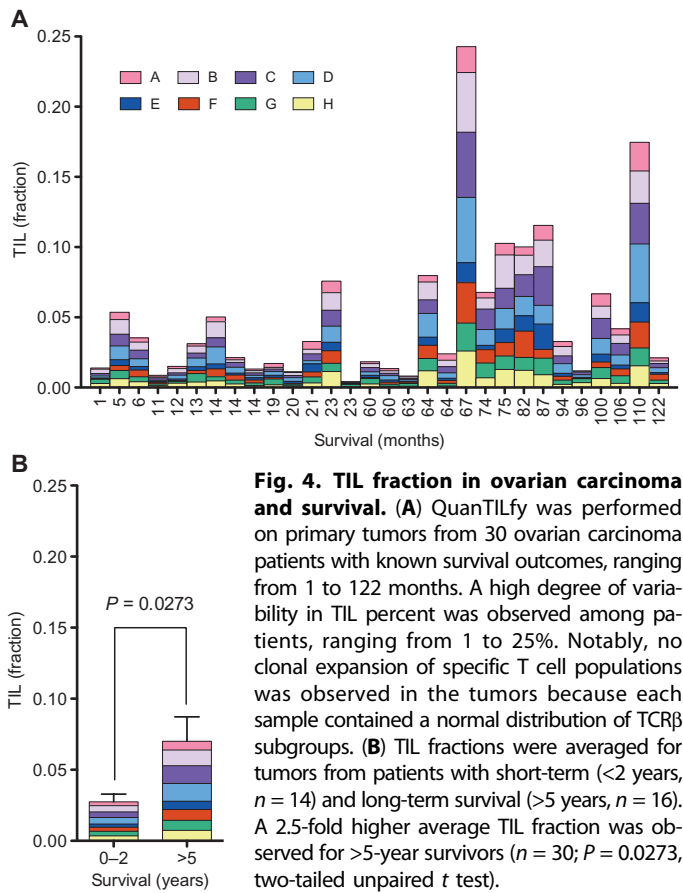 A
0.25
0.20
0.15
0.10
0.05
0.00
TIL (fraction)
A B C D
E F G H
1 5 6 11 12 13 14 14 14 19 20 21 23 23 60 60 63 64 64 67 74 75 82 87 94 96 100 106 110 122
Survival (months)
B
0.25
0.20
0.15
0.10
0.05
0.00
TIL (fraction)
P = 0.0273
0–2 >5
Survival (years)
Fig. 4. TIL fraction in ovarian carcinoma
and survival. (A) QuanTILfy was performed
on primary tumors from 30 ovarian carcinoma
patients with known survival outcomes, ranging
from 1 to 122 months. A high degree of varia-
bility in TIL percent was observed among pa-
tients, ranging from 1 to 25%. Notably, no
clonal expansion of specific T cell populations
was observed in the tumors because each
sample contained a normal distribution of TCRβ
subgroups. (B) TIL fractions were averaged for
tumors from patients with short-term (<2 years,
n = 14) and long-term survival (>5 years, n = 16).
A 2.5-fold higher average TIL fraction was ob-
served for >5-year survivors (n = 30; P = 0.0273,
two-tailed unpaired t test).